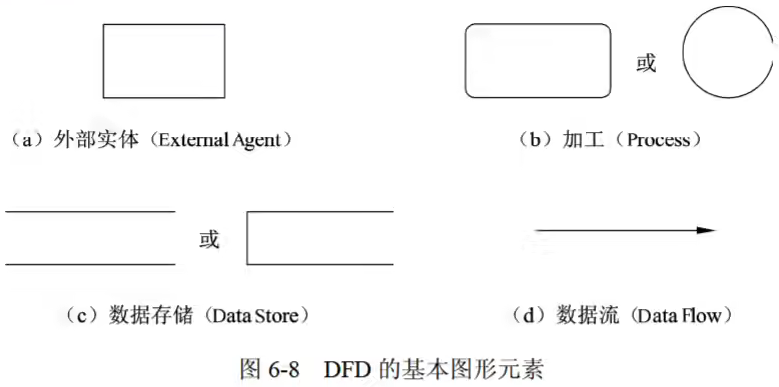 或
（a）外部实体（External Agent）
（b）加工（Process）
或
（c）数据存储（Data Store）
（d）数据流（Data Flow）
图 6-8 DFD 的基本图形元素